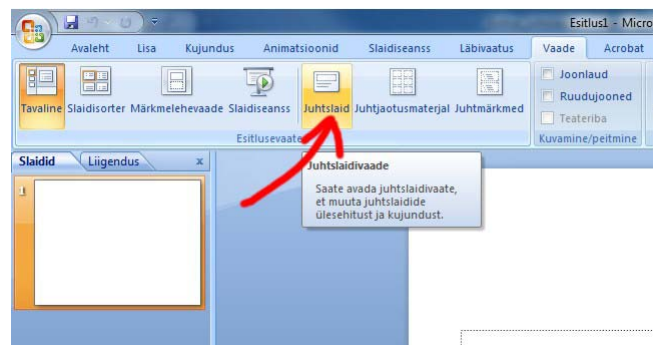 Esitlus1 - Micro
Avaleht Lisa Kujundus Animatsioonid Slaidiseanss Läbivaatus Vaade Acrobat
Tavaline Slaidisorter Märkmelehevaade Slaidiseanss Juhtslaid Juhtjaotusmaterjal Juhtmärkmed
Joonlaud
Ruudujooned
Teateriba
Esitlusevaate
Kuvamine/peitmine
Slaidid Liigendus x
1
Juhtslaidivaade
Saate avada juhtslaidivaate,
et muuta juhtslaidide
ülesehitust ja kujundust.